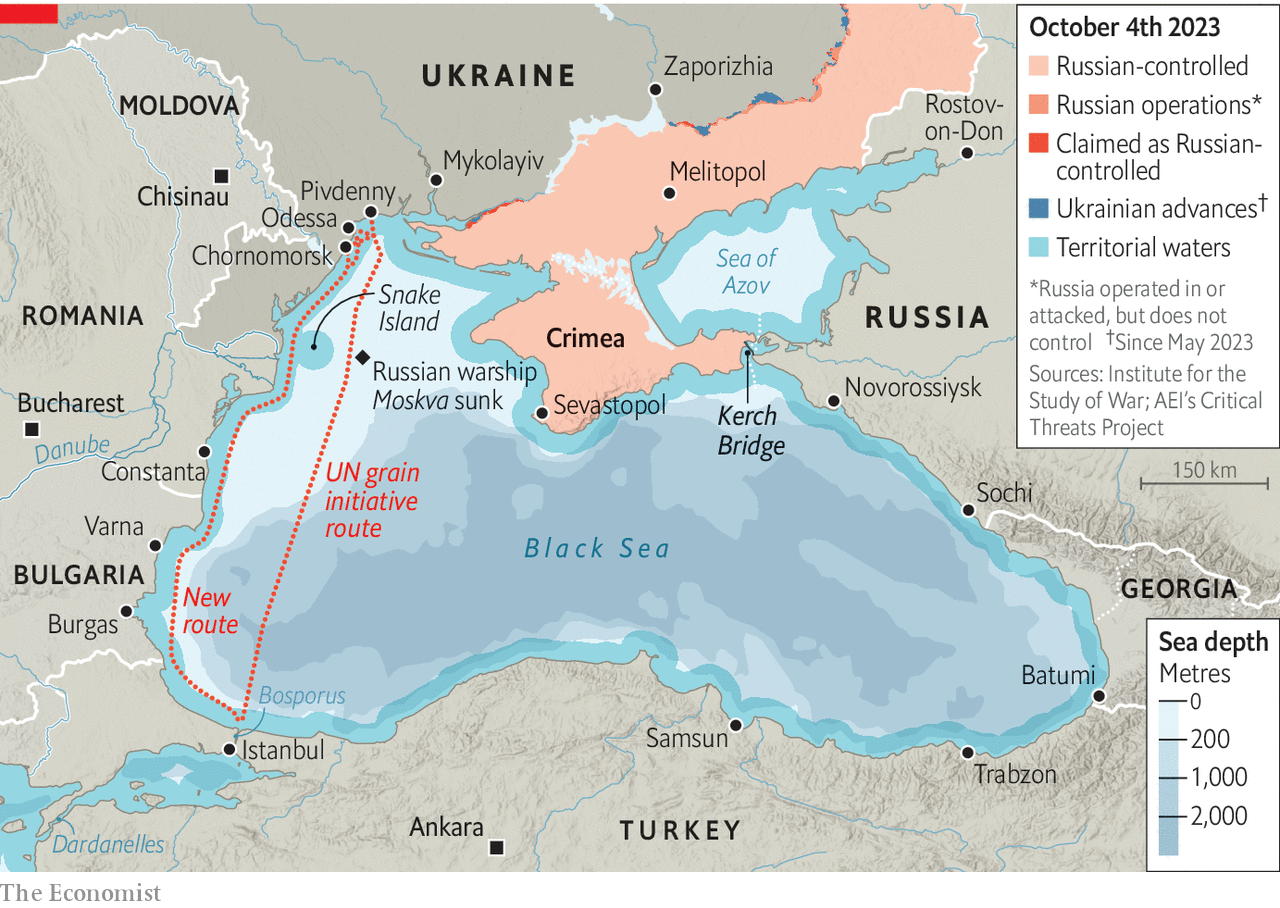 October 4th 2023
Russian-controlled
Russian operations*
Claimed as Russian-
controlled
Ukrainian advances†
Territorial waters
*Russia operated in or
attacked, but does not
control †Since May 2023
Sources: Institute for the
Study of War; AEI’s Critical
Threats Project
150 km
UKRAINE
Zaporizhia
MOLDOVA
Rostov-
on-Don
Mykolayiv
Melitopol
Chisinau
Pivdenny
Odessa
Chornomorsk
Sea of
Azov
Snake
Island
ROMANIA
RUSSIA
Crimea
Russian warship
Moskva sunk
Novorossiysk
Bucharest
Sevastopol
Kerch
Bridge
Danube
Constanta
UN grain
initiative
route
Sochi
Varna
Black Sea
BULGARIA
GEORGIA
New
route
Burgas
Sea depth
Metres
0
200
1,000
2,000
Batumi
Bosporus
Istanbul
Samsun
Trabzon
Ankara
TURKEY
Dardanelles
The Economist